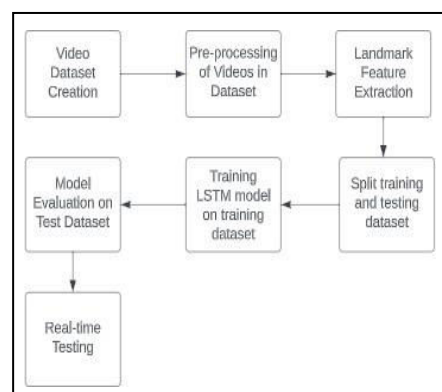 Video
Dataset
Creation
Pre-processing
of Videos in
Dataset
Landmark
Feature
Extraction
Split training
and testing
dataset
Training
LSTM model
on training
dataset
Model
Evaluation on
Test Dataset
Real-time
Testing